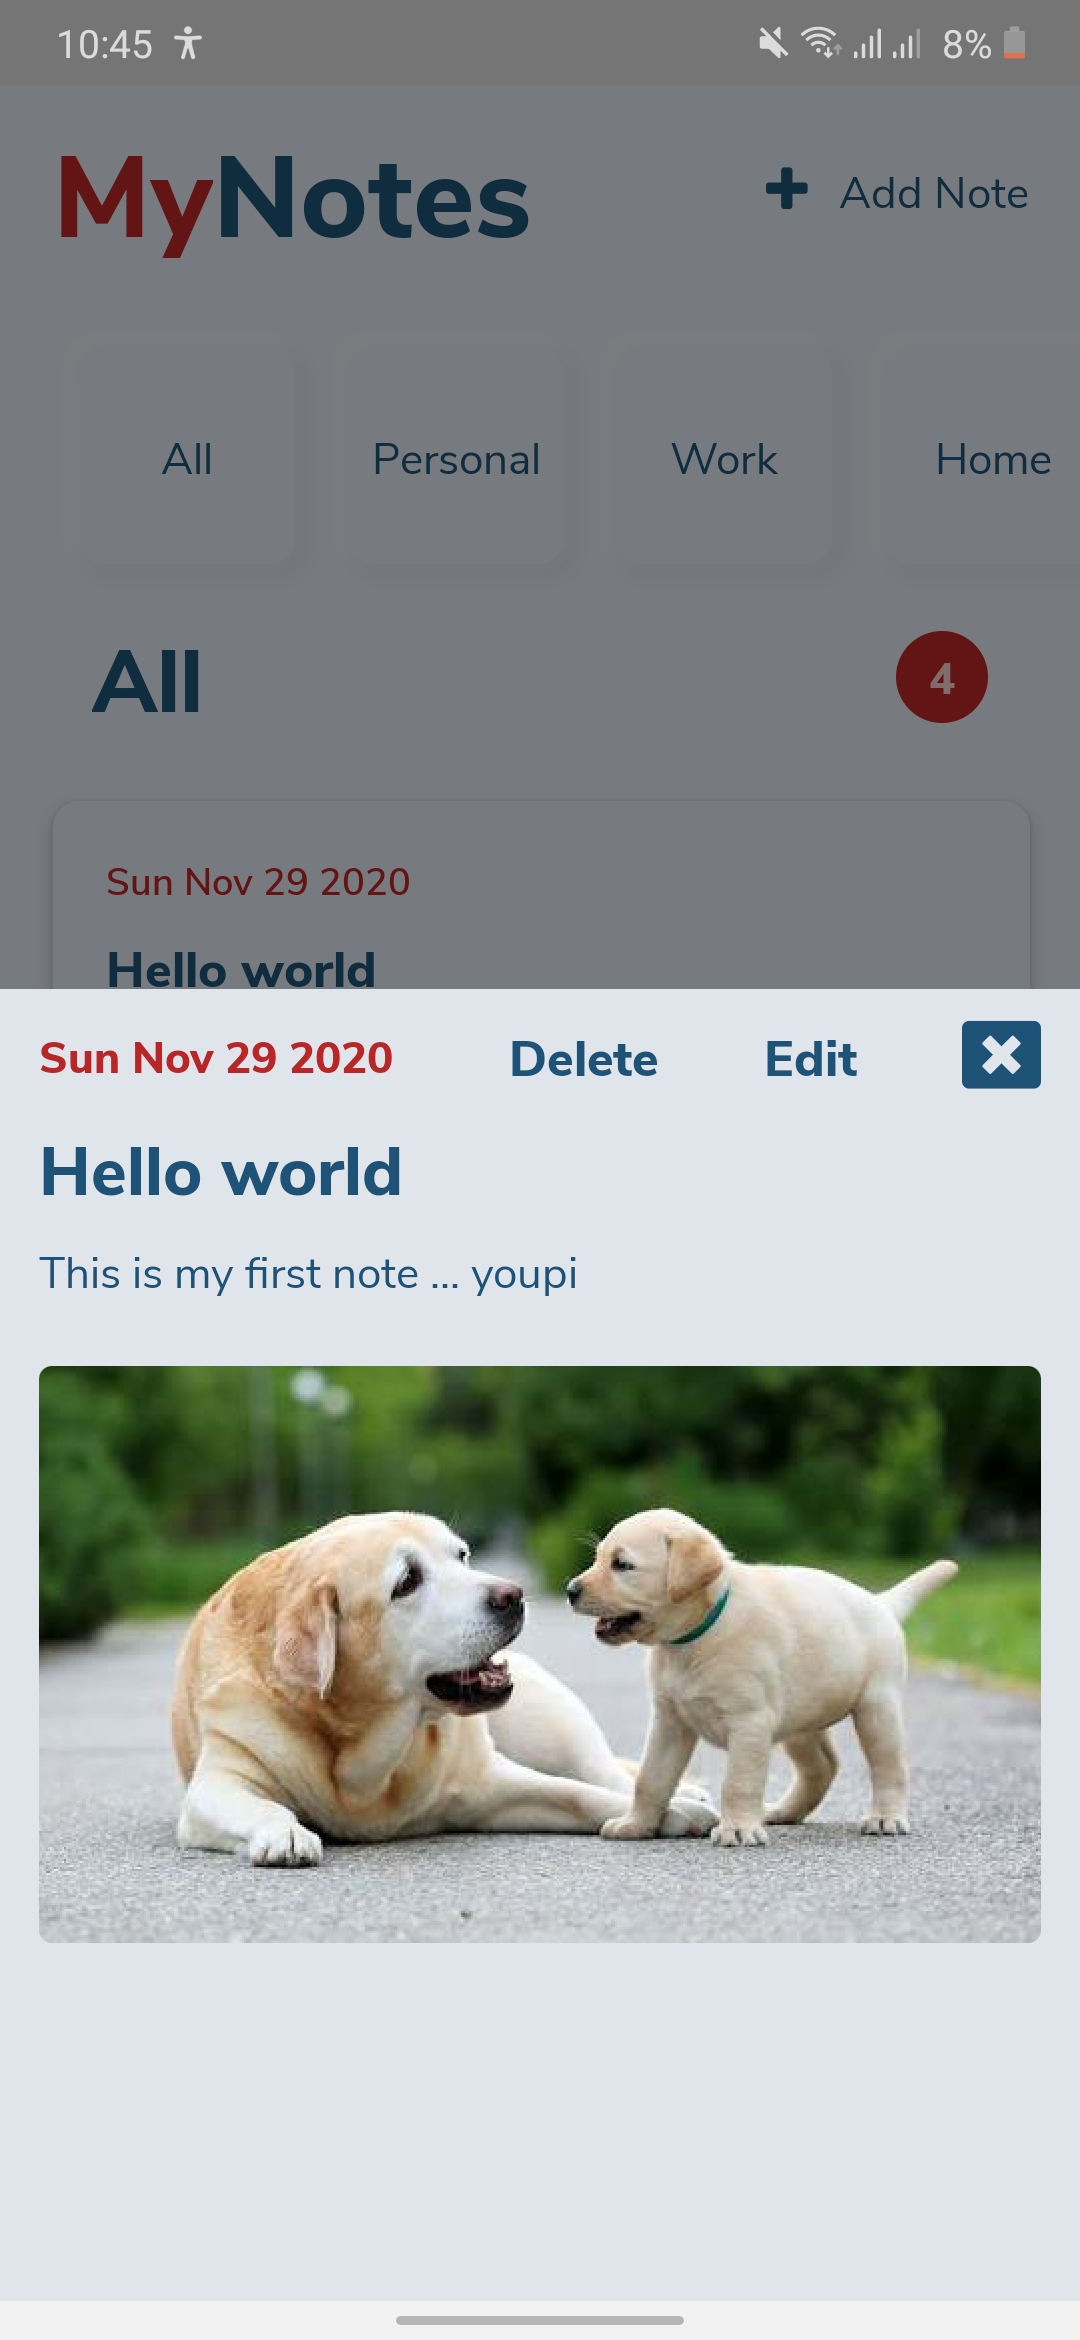 10:45
8%
MyNotes
Add Note
All
Personal
Work
Home
All
4
Sun Nov 29 2020
Hello world
Sun Nov 29 2020
Delete
Edit
Hello world
This is my first note ... youpi